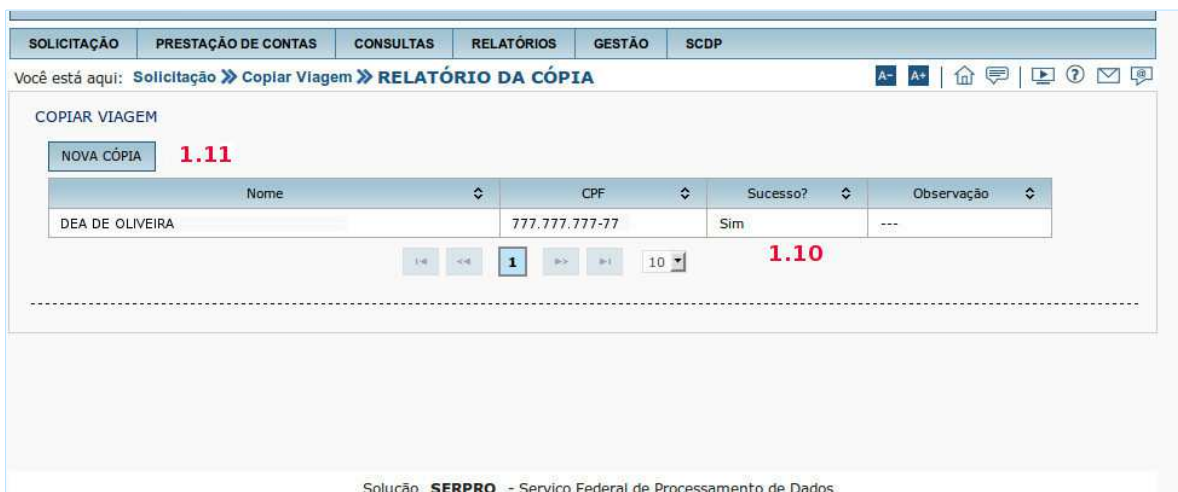 SOLICITAÇÃO PRESTAÇÃO DE CONTAS CONSULTAS RELATÓRIOS GESTÃO SCDP
Você está aqui: Solicitação Copiar Viagem RELATÓRIO DA CÓPIA A- A+
COPIAR VIAGEM
NOVA CÓPIA 1.11
Nome CPF Sucesso? Observação
DEA DE OLIVEIRA 777.777.777-77 Sim ---
1 10 1.10
Solução SERPRO - Serviço Federal de Processamento de Dados